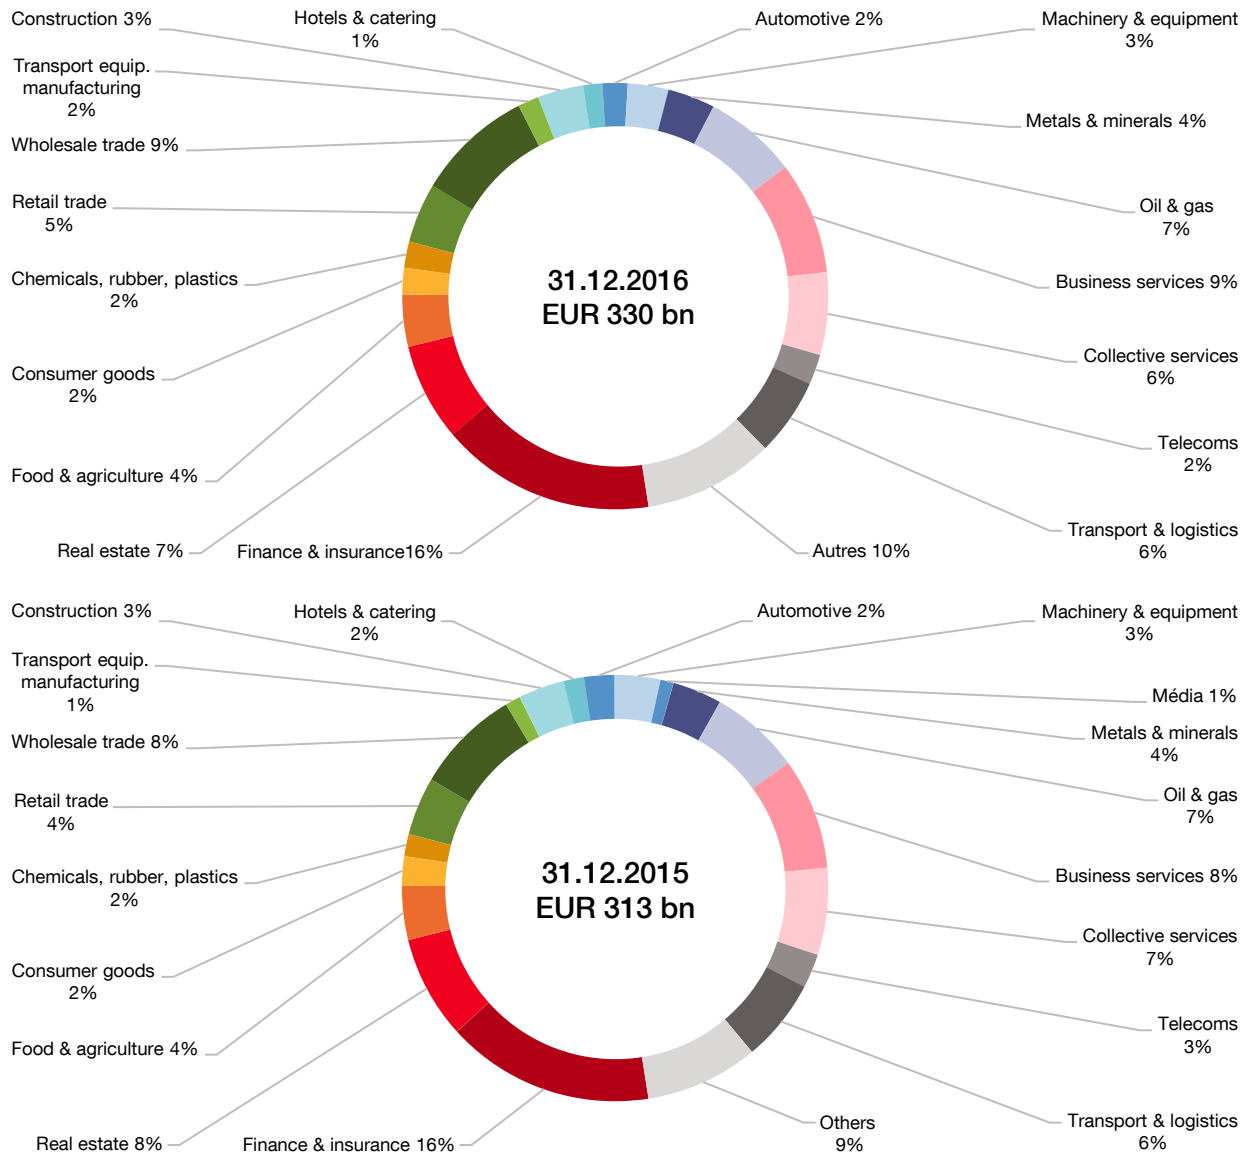 Construction 3%
Hotels & catering
1%
Automotive 2%
Machinery & equipment
3%
Transport equip.
manufacturing
2%
Metals & minerals 4%
Wholesale trade 9%
Retail trade
5%
Oil & gas
7%
Chemicals, rubber, plastics
2%
31.12.2016
EUR 330 bn
Business services 9%
Consumer goods
2%
Collective services
6%
Telecoms
2%
Food & agriculture 4%
Transport & logistics
6%
Real estate 7%
Finance & insurance16%
Autres 10%
Construction 3%
Hotels & catering
2%
Automotive 2%
Machinery & equipment
3%
Transport equip.
manufacturing
1%
Média 1%
Wholesale trade 8%
Metals & minerals
4%
Retail trade
4%
Oil & gas
7%
Chemicals, rubber, plastics
2%
31.12.2015
EUR 313 bn
Business services 8%
Consumer goods
2%
Collective services
7%
Food & agriculture 4%
Telecoms
3%
Real estate 8%
Finance & insurance 16%
Others
9%
Transport & logistics
6%